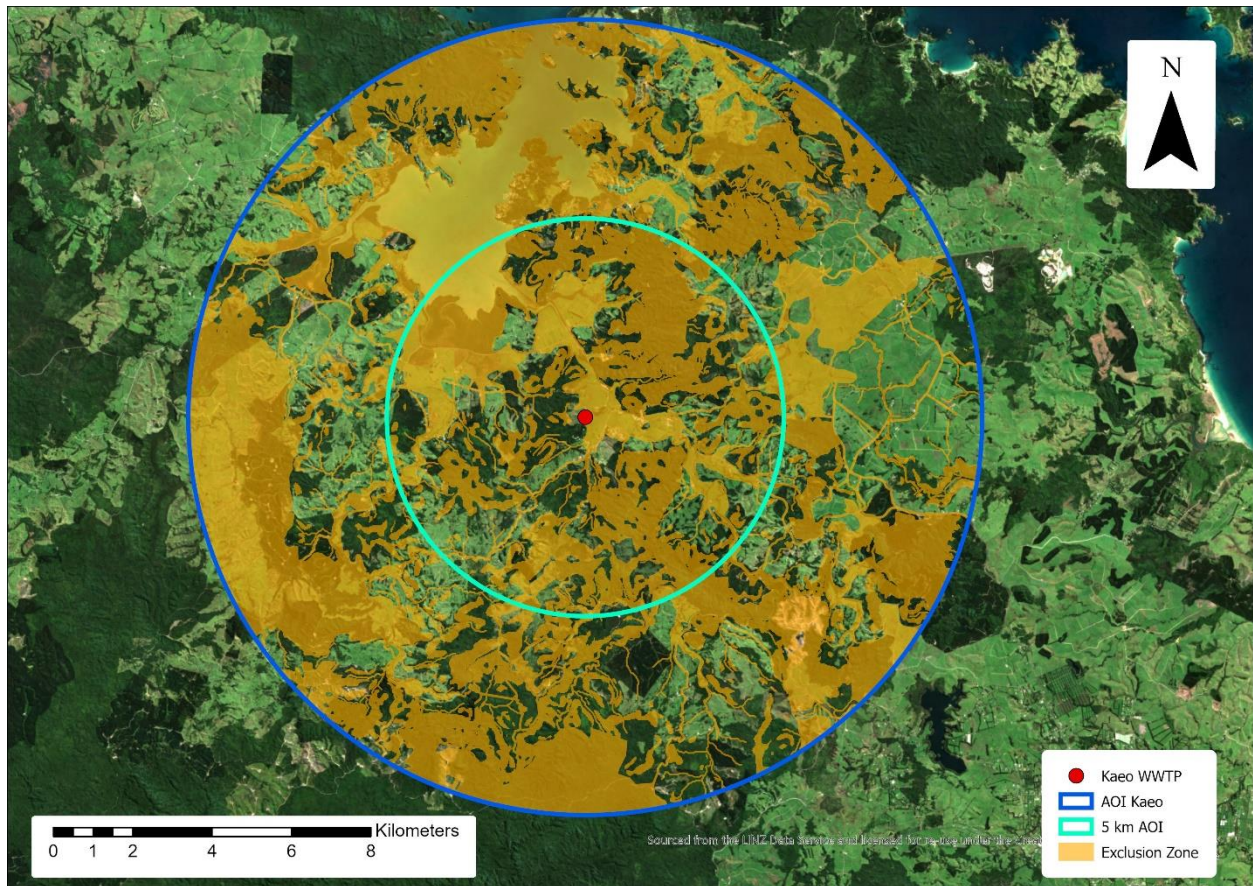 N
Kaeo WWTP
AOI Kaeo
5 km AOI
Exclusion Zone
Kilometers
0 1 2 4 6 8
Sourced from the LINZ Data Service and licensed for re-use under the